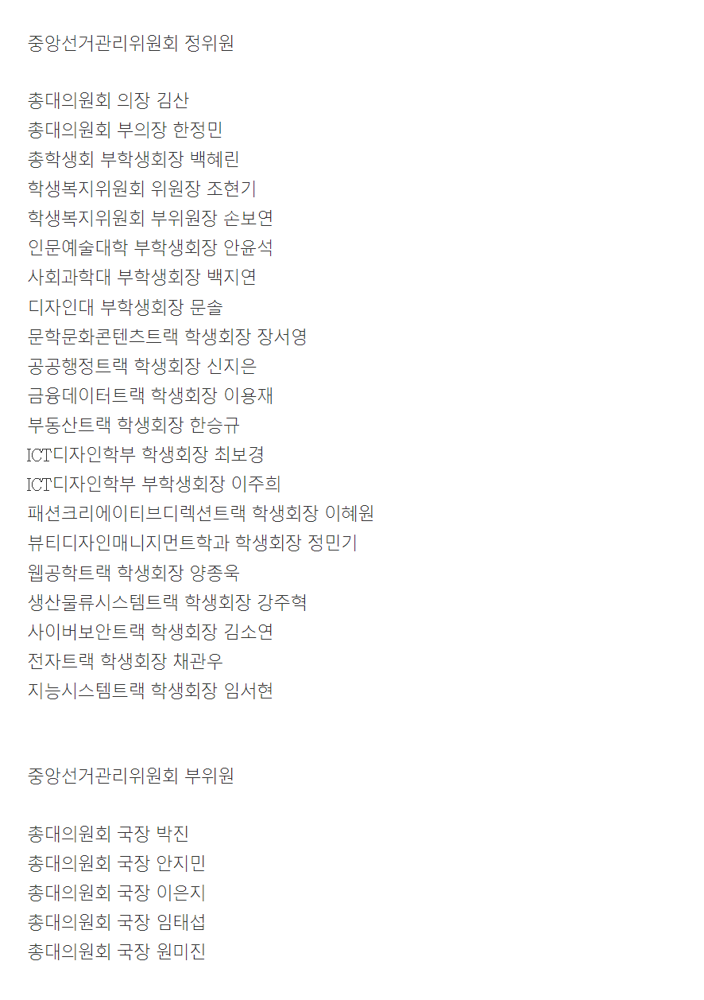 중앙선거관리위원회 정위원
총대의원회 의장 김산
총대의원회 부의장 한정민
총학생회 부학생회장 백혜린
학생복지위원회 위원장 조현기
학생복지위원회 부위원장 손보연
인문예술대학 부학생회장 안윤석
사회과학대 부학생회장 백지연
디자인대 부학생회장 문솔
문학문화콘텐츠트랙 학생회장 장서영
공공행정트랙 학생회장 신지은
금융데이터트랙 학생회장 이용재
부동산트랙 학생회장 한승규
ICT디자인학부 학생회장 최보경
ICT디자인학부 부학생회장 이주희
패션크리에이티브디렉션트랙 학생회장 이혜원
뷰티디자인매니지먼트학과 학생회장 정민기
웹공학트랙 학생회장 양종욱
생산물류시스템트랙 학생회장 강주혁
사이버보안트랙 학생회장 김소연
전자트랙 학생회장 채관우
지능시스템트랙 학생회장 임서현
중앙선거관리위원회 부위원
총대의원회 국장 박진
총대의원회 국장 안지민
총대의원회 국장 이은지
총대의원회 국장 임태섭
총대의원회 국장 원미진